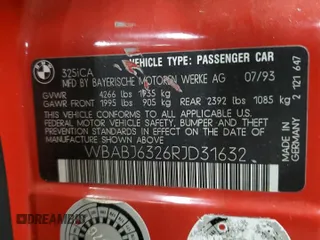 BMW
VEHICLE TYPE: PASSENGER CAR
325iCA
MFD BY BAYERISCHE MOTOREN WERKE AG 07/93
GVWR 4266 lbs 1935 kg
GAWR FRONT 1995 lbs 905 kg REAR 2392 lbs 1085 kg
THIS VEHICLE CONFORMS TO ALL APPLICABLE
FEDERAL MOTOR VEHICLE SAFETY, BUMPER, AND
THEFT PREVENTION STANDARDS IN EFFECT ON THE
DATE OF MANUFACTURE SHOWN ABOVE.
WBABJ6326RJD31632
2 121 647
DREAMBID